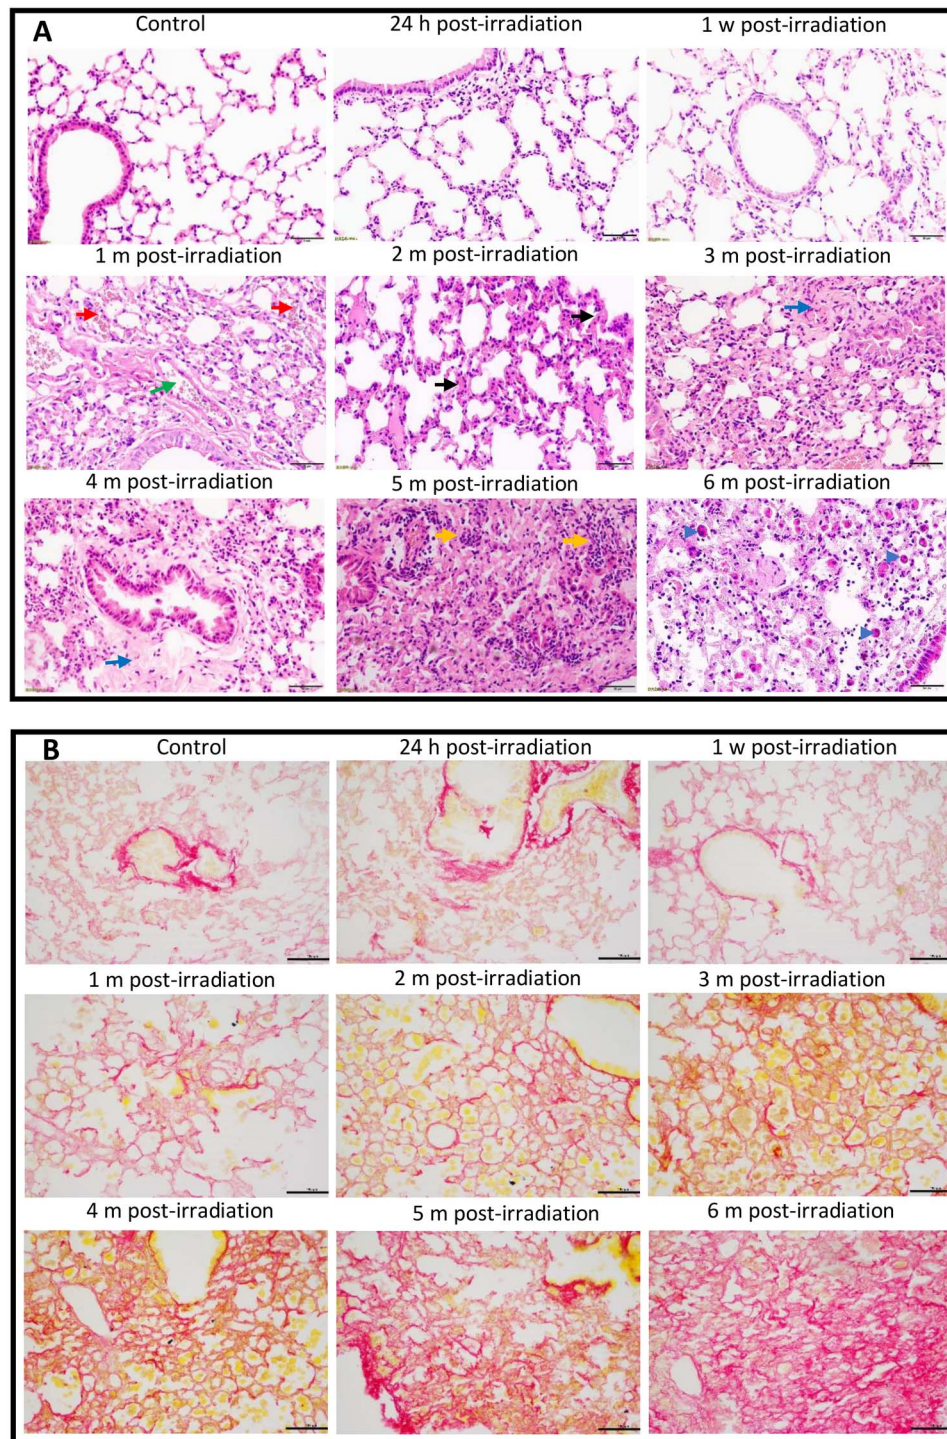 A
Control
24 h post-irradiation
1 w post-irradiation
1 m post-irradiation
2 m post-irradiation
3 m post-irradiation
4 m post-irradiation
5 m post-irradiation
6 m post-irradiation
B
Control
24 h post-irradiation
1 w post-irradiation
1 m post-irradiation
2 m post-irradiation
3 m post-irradiation
4 m post-irradiation
5 m post-irradiation
6 m post-irradiation